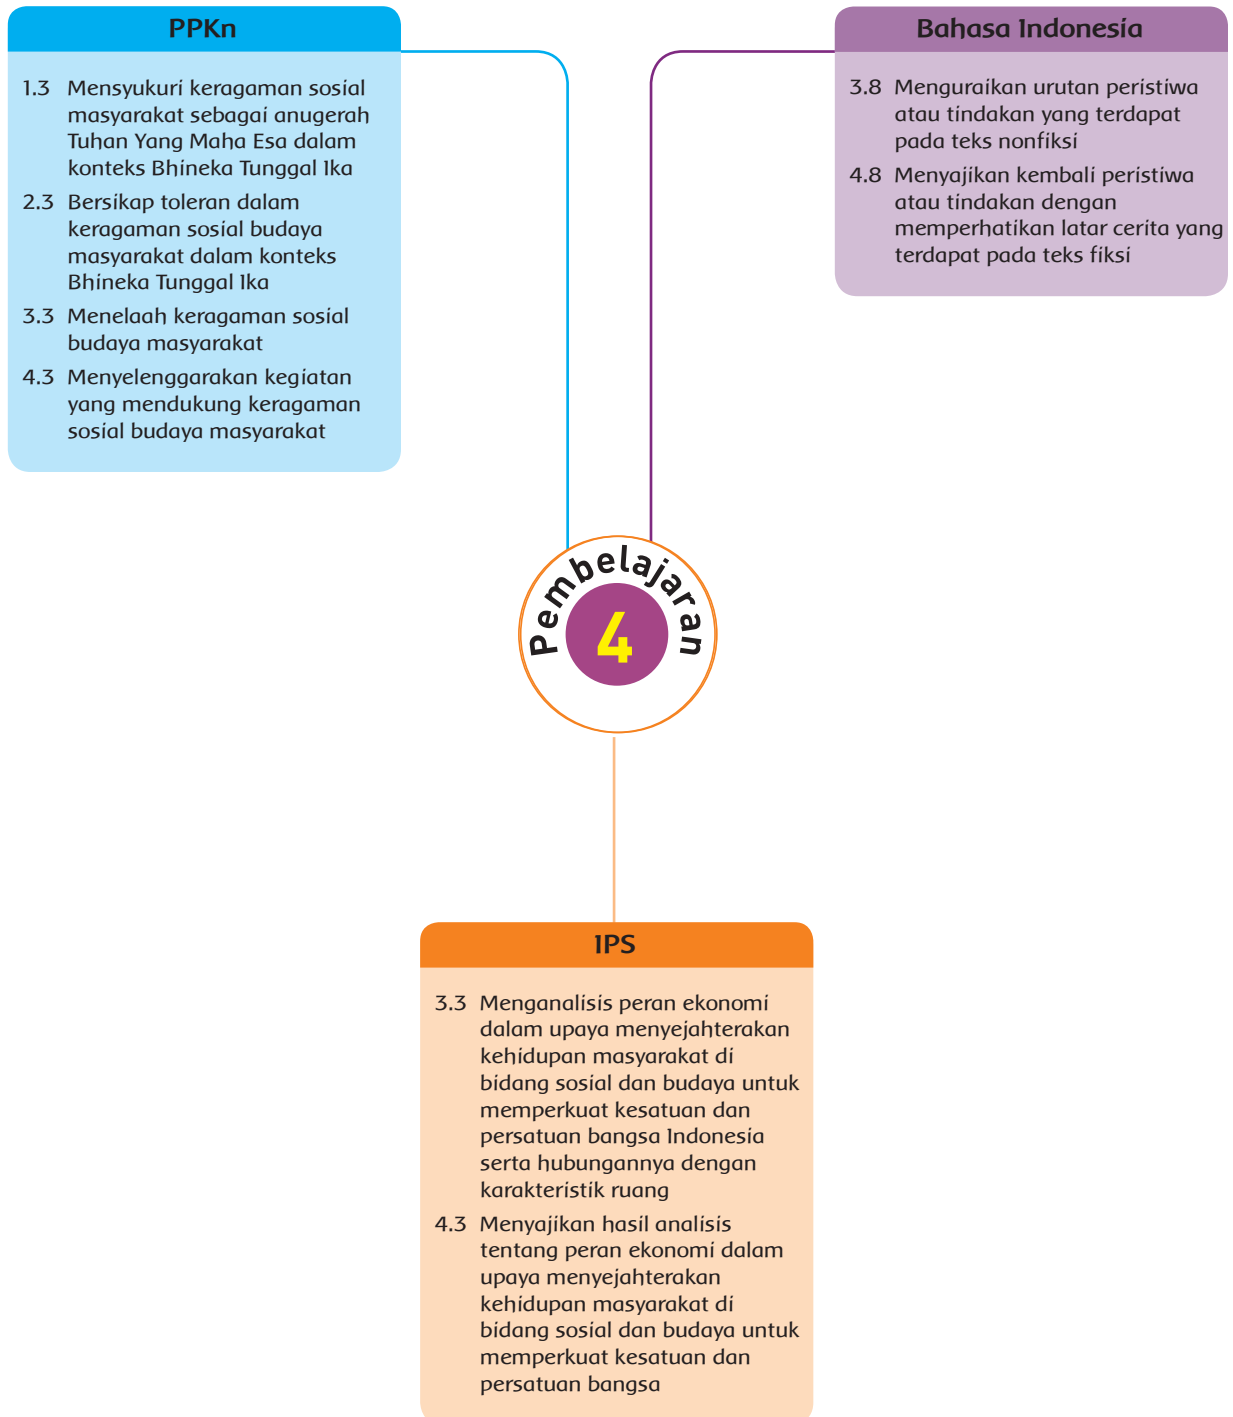 PPKn
1.3 Mensyukuri keragaman sosial
masyarakat sebagai anugerah
Tuhan Yang Maha Esa dalam
konteks Bhineka Tunggal Ika
2.3 Bersikap toleran dalam
keragaman sosial budaya
masyarakat dalam konteks
Bhineka Tunggal Ika
3.3 Menelaah keragaman sosial
budaya masyarakat
4.3 Menyelenggarakan kegiatan
yang mendukung keragaman
sosial budaya masyarakat
Bahasa Indonesia
3.8 Menguraikan urutan peristiwa
atau tindakan yang terdapat
pada teks nonfiksi
4.8 Menyajikan kembali peristiwa
atau tindakan dengan
memperhatikan latar cerita yang
terdapat pada teks fiksi
Pembelajaran
4
IPS
3.3 Menganalisis peran ekonomi
dalam upaya menyejahterakan
kehidupan masyarakat di
bidang sosial dan budaya untuk
memperkuat kesatuan dan
persatuan bangsa Indonesia
serta hubungannya dengan
karakteristik ruang
4.3 Menyajikan hasil analisis
tentang peran ekonomi dalam
upaya menyejahterakan
kehidupan masyarakat di
bidang sosial dan budaya untuk
memperkuat kesatuan dan
persatuan bangsa